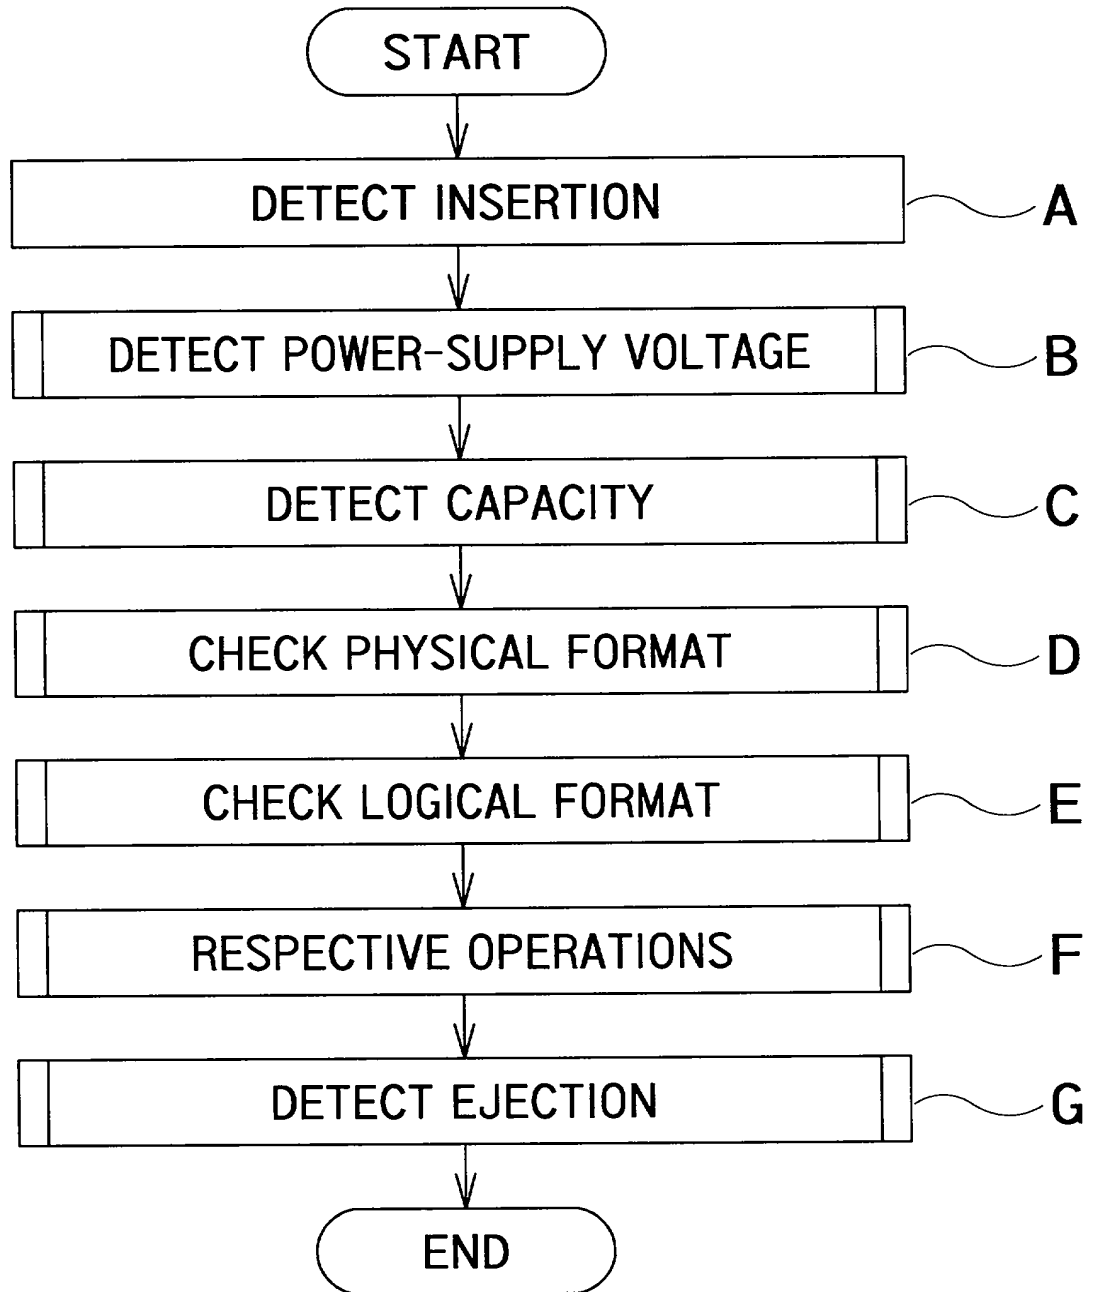 START
DETECT INSERTION
A
DETECT POWER-SUPPLY VOLTAGE
B
DETECT CAPACITY
C
CHECK PHYSICAL FORMAT
D
CHECK LOGICAL FORMAT
E
RESPECTIVE OPERATIONS
F
DETECT EJECTION
G
END